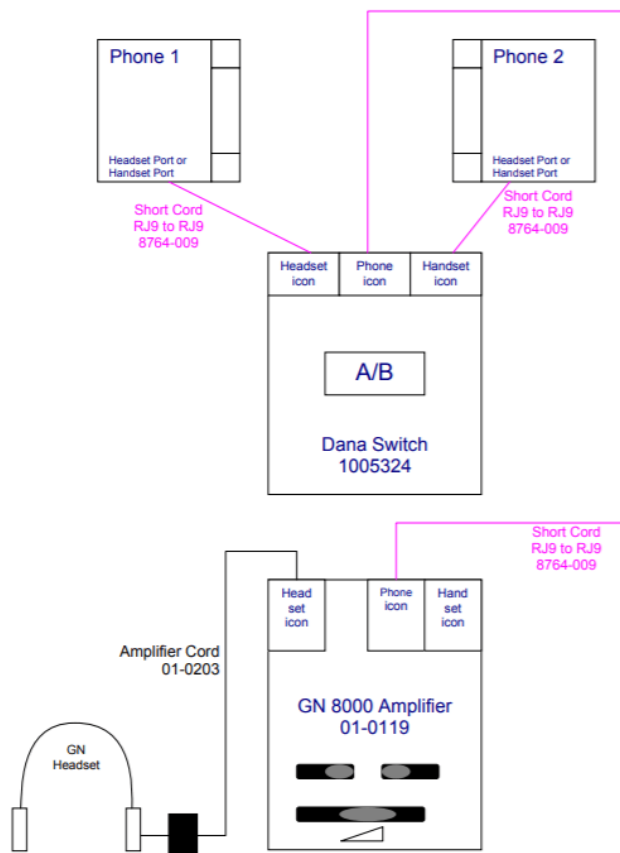 Phone 1
Headset Port or
Handset Port
Phone 2
Headset Port or
Handset Port
Short Cord
RJ9 to RJ9
8764-009
Short Cord
RJ9 to RJ9
8764-009
Headset
icon
Phone
icon
Handset
icon
A/B
Dana Switch
1005324
Short Cord
RJ9 to RJ9
8764-009
Head
set
icon
Phone
icon
Hand
set
icon
Amplifier Cord
01-0203
GN 8000 Amplifier
01-0119
GN
Headset